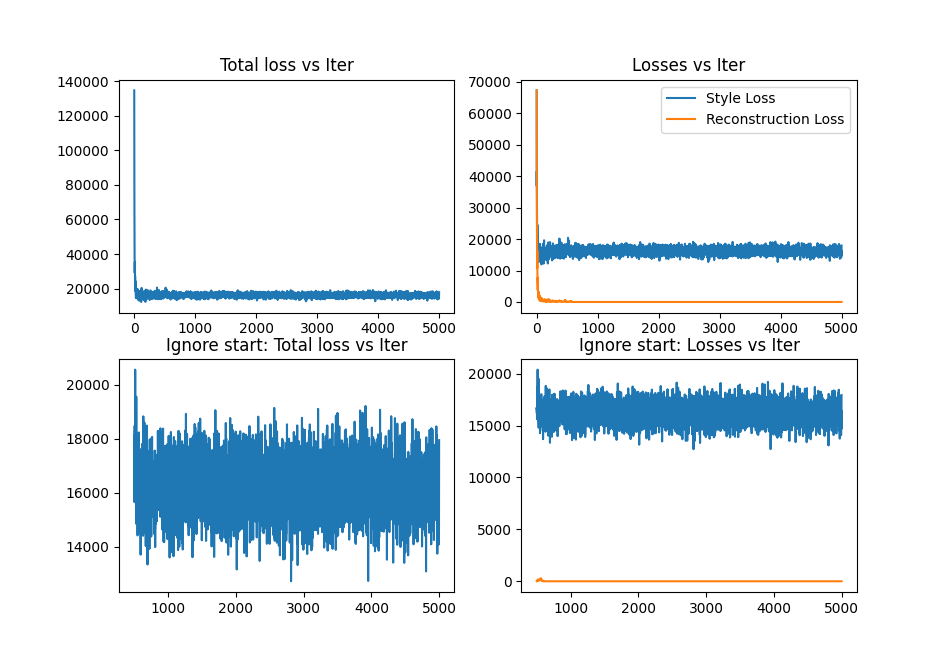 Total loss vs Iter
140000
120000
100000
80000
60000
40000
20000
0 1000 2000 3000 4000 5000
Losses vs Iter
70000
60000
50000
40000
30000
20000
10000
0
Style Loss
Reconstruction Loss
0 1000 2000 3000 4000 5000
Ignore start: Total loss vs Iter
20000
18000
16000
14000
1000 2000 3000 4000 5000
Ignore start: Losses vs Iter
20000
15000
10000
5000
0
1000 2000 3000 4000 5000